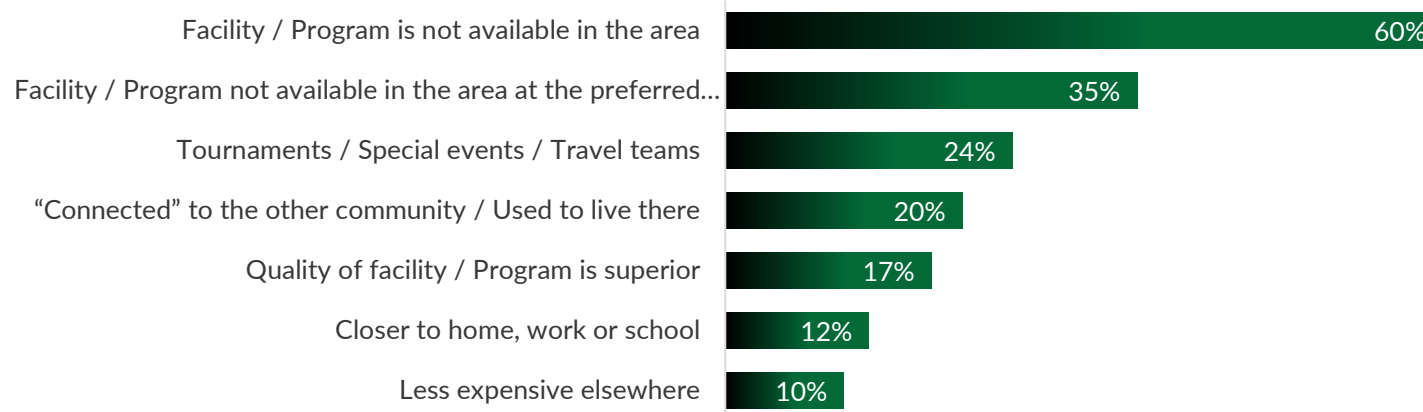 Facility / Program is not available in the area 60%
Facility / Program not available in the area at the preferred... 35%
Tournaments / Special events / Travel teams 24%
“Connected” to the other community / Used to live there 20%
Quality of facility / Program is superior 17%
Closer to home, work or school 12%
Less expensive elsewhere 10%